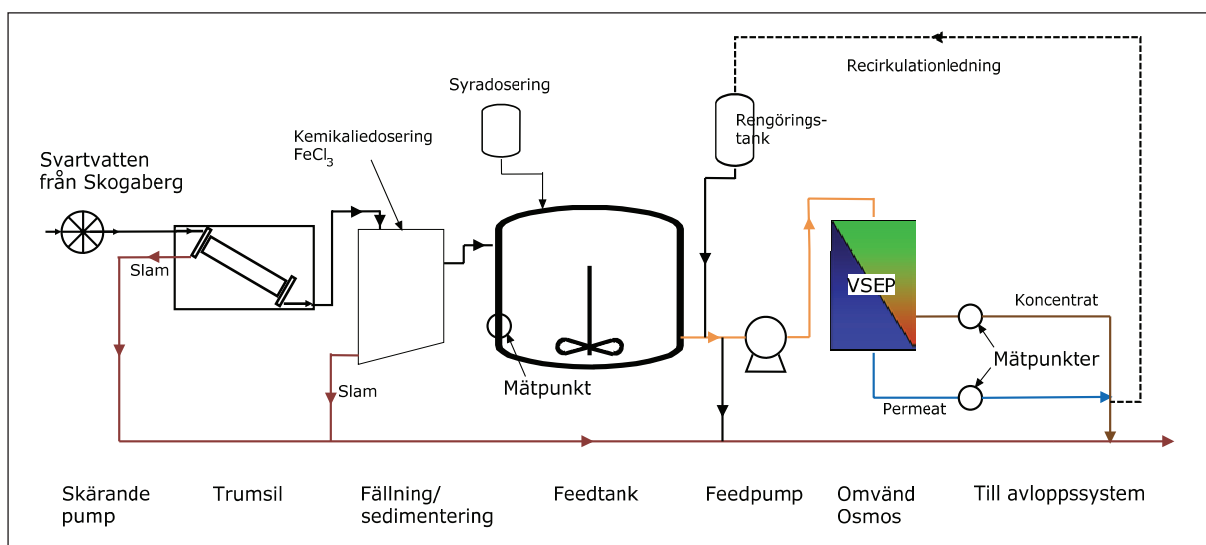 Recirkulationledning
Syradosering
Rengörings-
tank
Kemikaliedosering
FeCl3
Svartvatten
från Skogaberg
Slam
VSEP
Koncentrat
Mätpunkter
Mätpunkt
Slam
Permeat
Skärande
pump
Trumsil
Fällning/
sedimentering
Feedtank
Feedpump
Omvänd
Osmos
Till avloppssystem